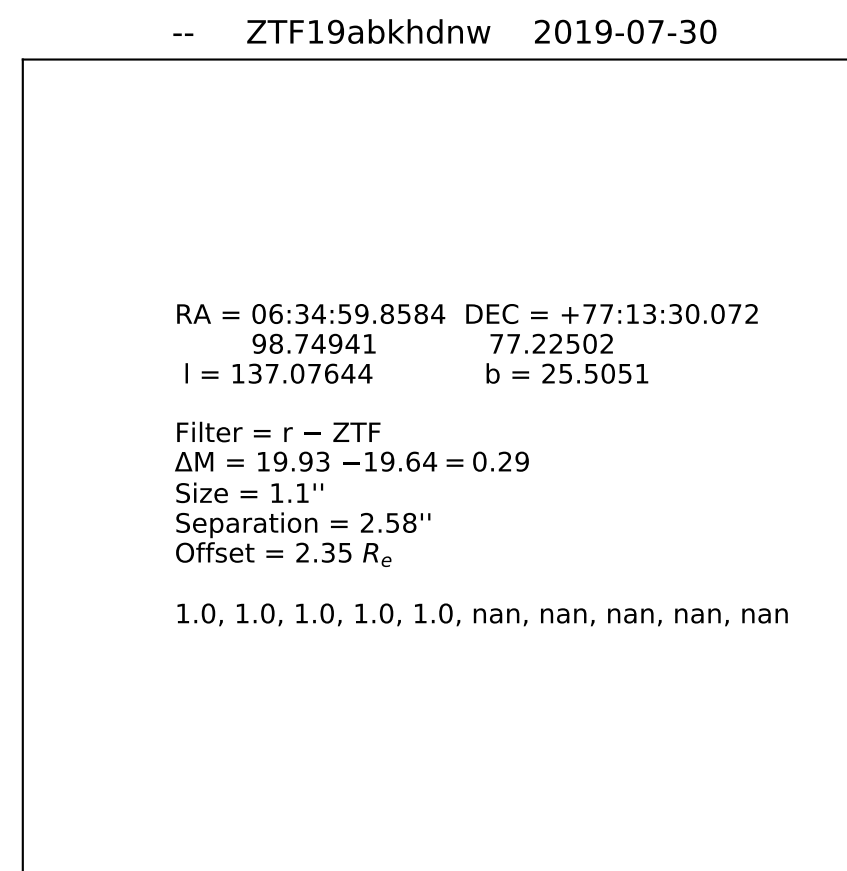 -- ZTF19abkhdnw 2019-07-30
RA = 06:34:59.8584 DEC = +77:13:30.072
98.74941 77.22502
l = 137.07644 b = 25.5051
Filter = r − ZTF
ΔM = 19.93 −19.64 = 0.29
Size = 1.1''
Separation = 2.58''
Offset = 2.35 Rₑ
1.0, 1.0, 1.0, 1.0, 1.0, nan, nan, nan, nan, nan